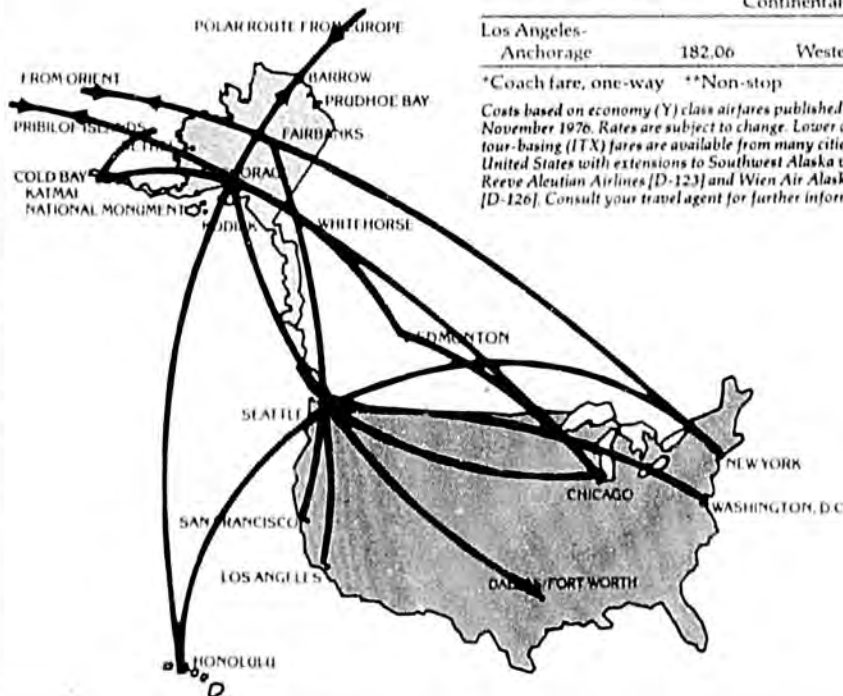 Continental
Los Angeles-
Anchorage 182.06 Weste
*Coach fare, one-way **Non-stop
Costs based on economy (Y) class airfares published
November 1976. Rates are subject to change. Lower
tour-basing (ITX) fares are available from many citie
United States with extensions to Southwest Alaska
Reeve Aleutian Airlines [D-123] and Wien Air Alask
[D-126]. Consult your travel agent for further infor
POLAR ROUTE FROM EUROPE
FROM ORIENT
BARROW
PRUDHOE BAY
PRIBILOF ISLANDS
FAIRBANKS
COLD BAY
KATMAI
NATIONAL MONUMENT
KODIAK
WHITEHORSE
EDMONTON
SEATTLE
NEW YORK
CHICAGO
WASHINGTON, D C
SAN FRANCISCO
LOS ANGELES
DALLAS/FORT WORTH
HONOLULU